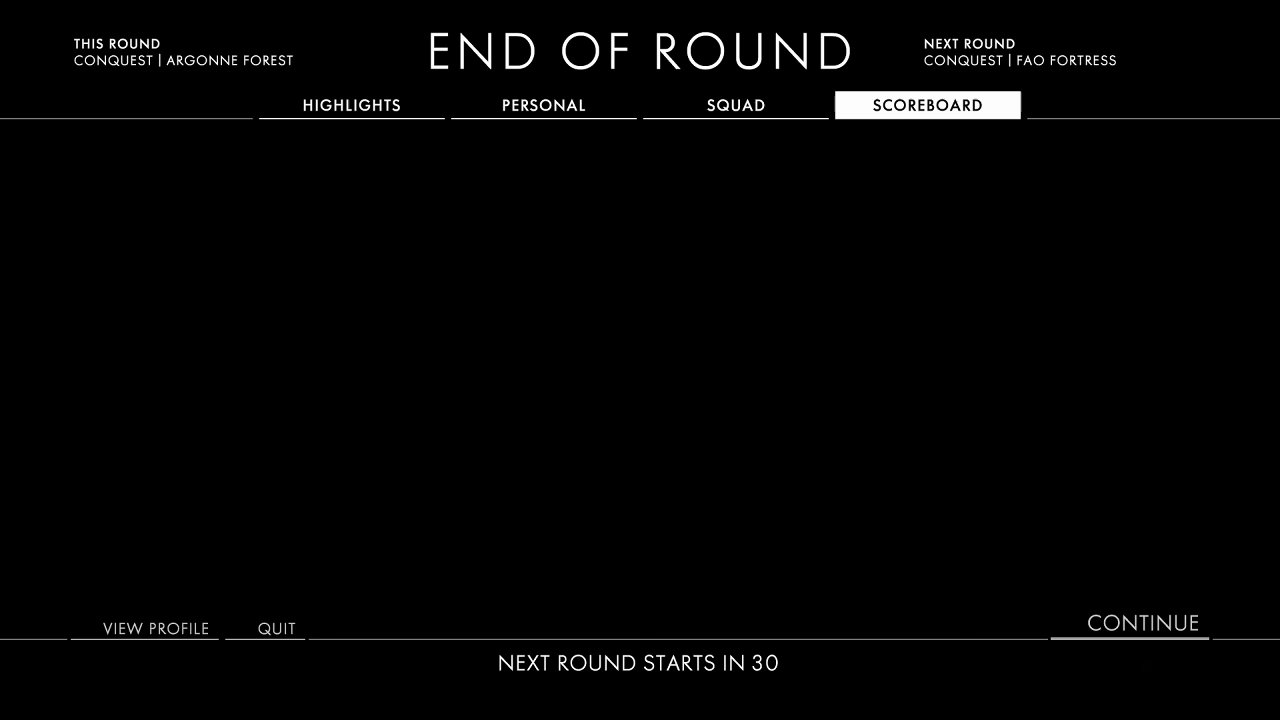 THIS ROUND
CONQUEST | ARGONNE FOREST
END OF ROUND
NEXT ROUND
CONQUEST | FAO FORTRESS
HIGHLIGHTS
PERSONAL
SQUAD
SCOREBOARD
VIEW PROFILE
QUIT
CONTINUE
NEXT ROUND STARTS IN 30